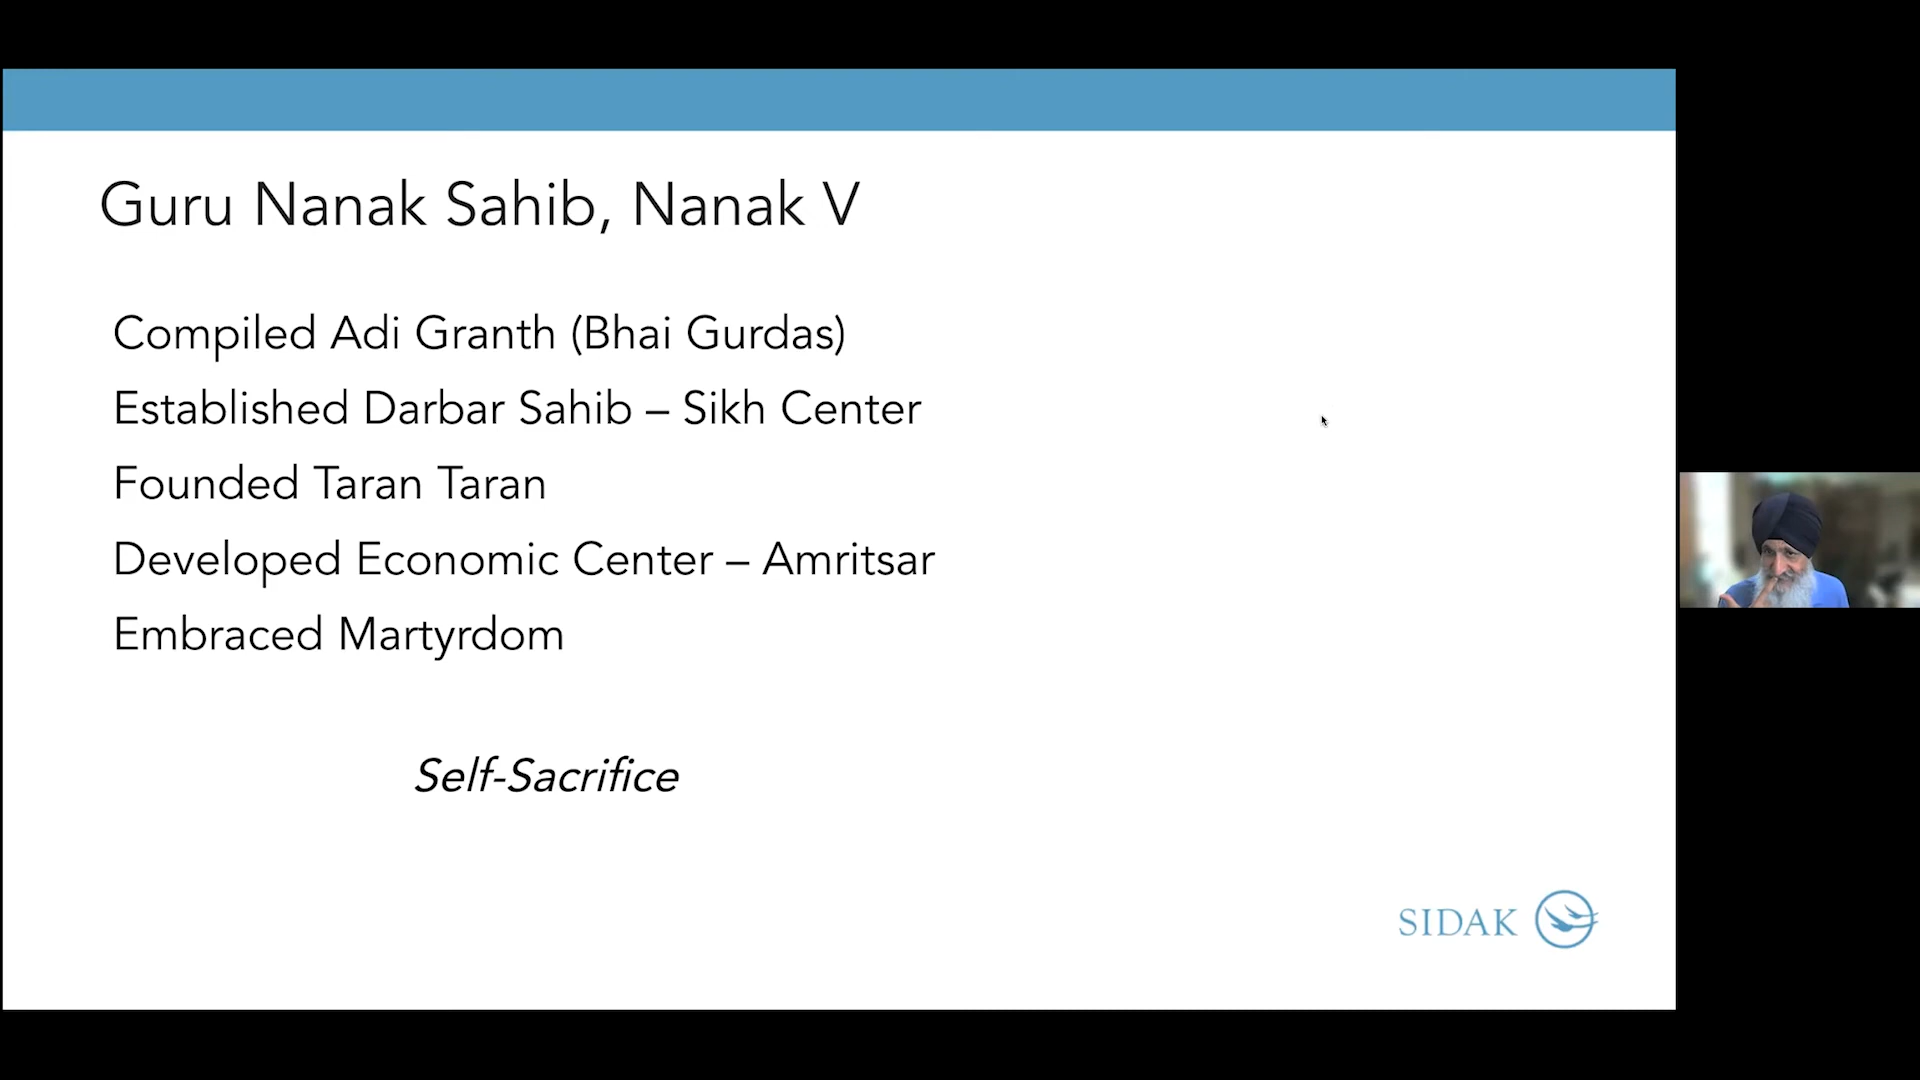 Guru Nanak Sahib, Nanak V
Compiled Adi Granth (Bhai Gurdas)
Established Darbar Sahib – Sikh Center
Founded Taran Taran
Developed Economic Center – Amritsar
Embraced Martyrdom
Self-Sacrifice
SIDAK